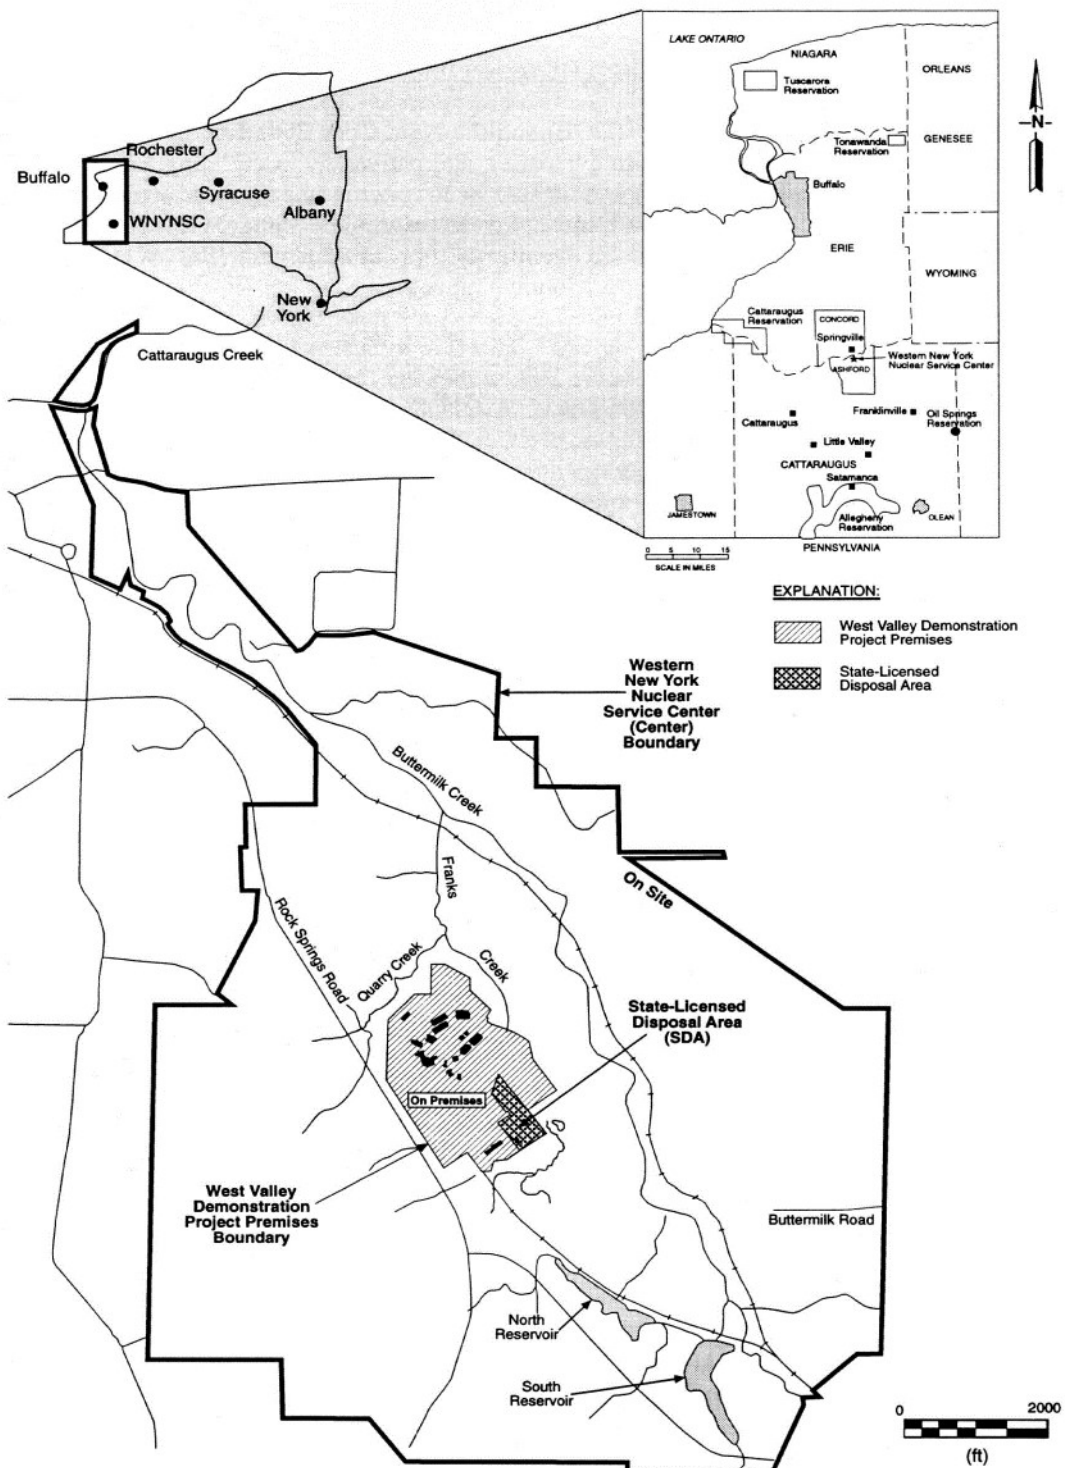 LAKE ONTARIO
NIAGARA
Tuscarora
Reservation
ORLEANS
GENESEE
Tonawanda
Reservation
Buffalo
ERIE
WYOMING
Cattaraugus
Reservation
CONCORD
Springville
ASHFORD
Western New York
Nuclear Service Center
Cattaraugus
Franklinville
Oil Springs
Reservation
Little Valley
CATTARAUGUS
Salamanca
JAMESTOWN
Allegheny
Reservation
OLEAN
PENNSYLVANIA
0 5 10 15
SCALE IN MILES
N
Rochester
Buffalo
Syracuse
WNYNSC
Albany
New
York
Cattaraugus Creek
EXPLANATION:
West Valley Demonstration
Project Premises
State-Licensed
Disposal Area
Western
New York
Nuclear
Service Center
(Center)
Boundary
Buttermilk Creek
Franks
Creek
On Site
Rock Springs Road
Quarry Creek
State-Licensed
Disposal Area
(SDA)
On Premises
West Valley
Demonstration
Project Premises
Boundary
Buttermilk Road
North
Reservoir
South
Reservoir
0 2000
(ft)